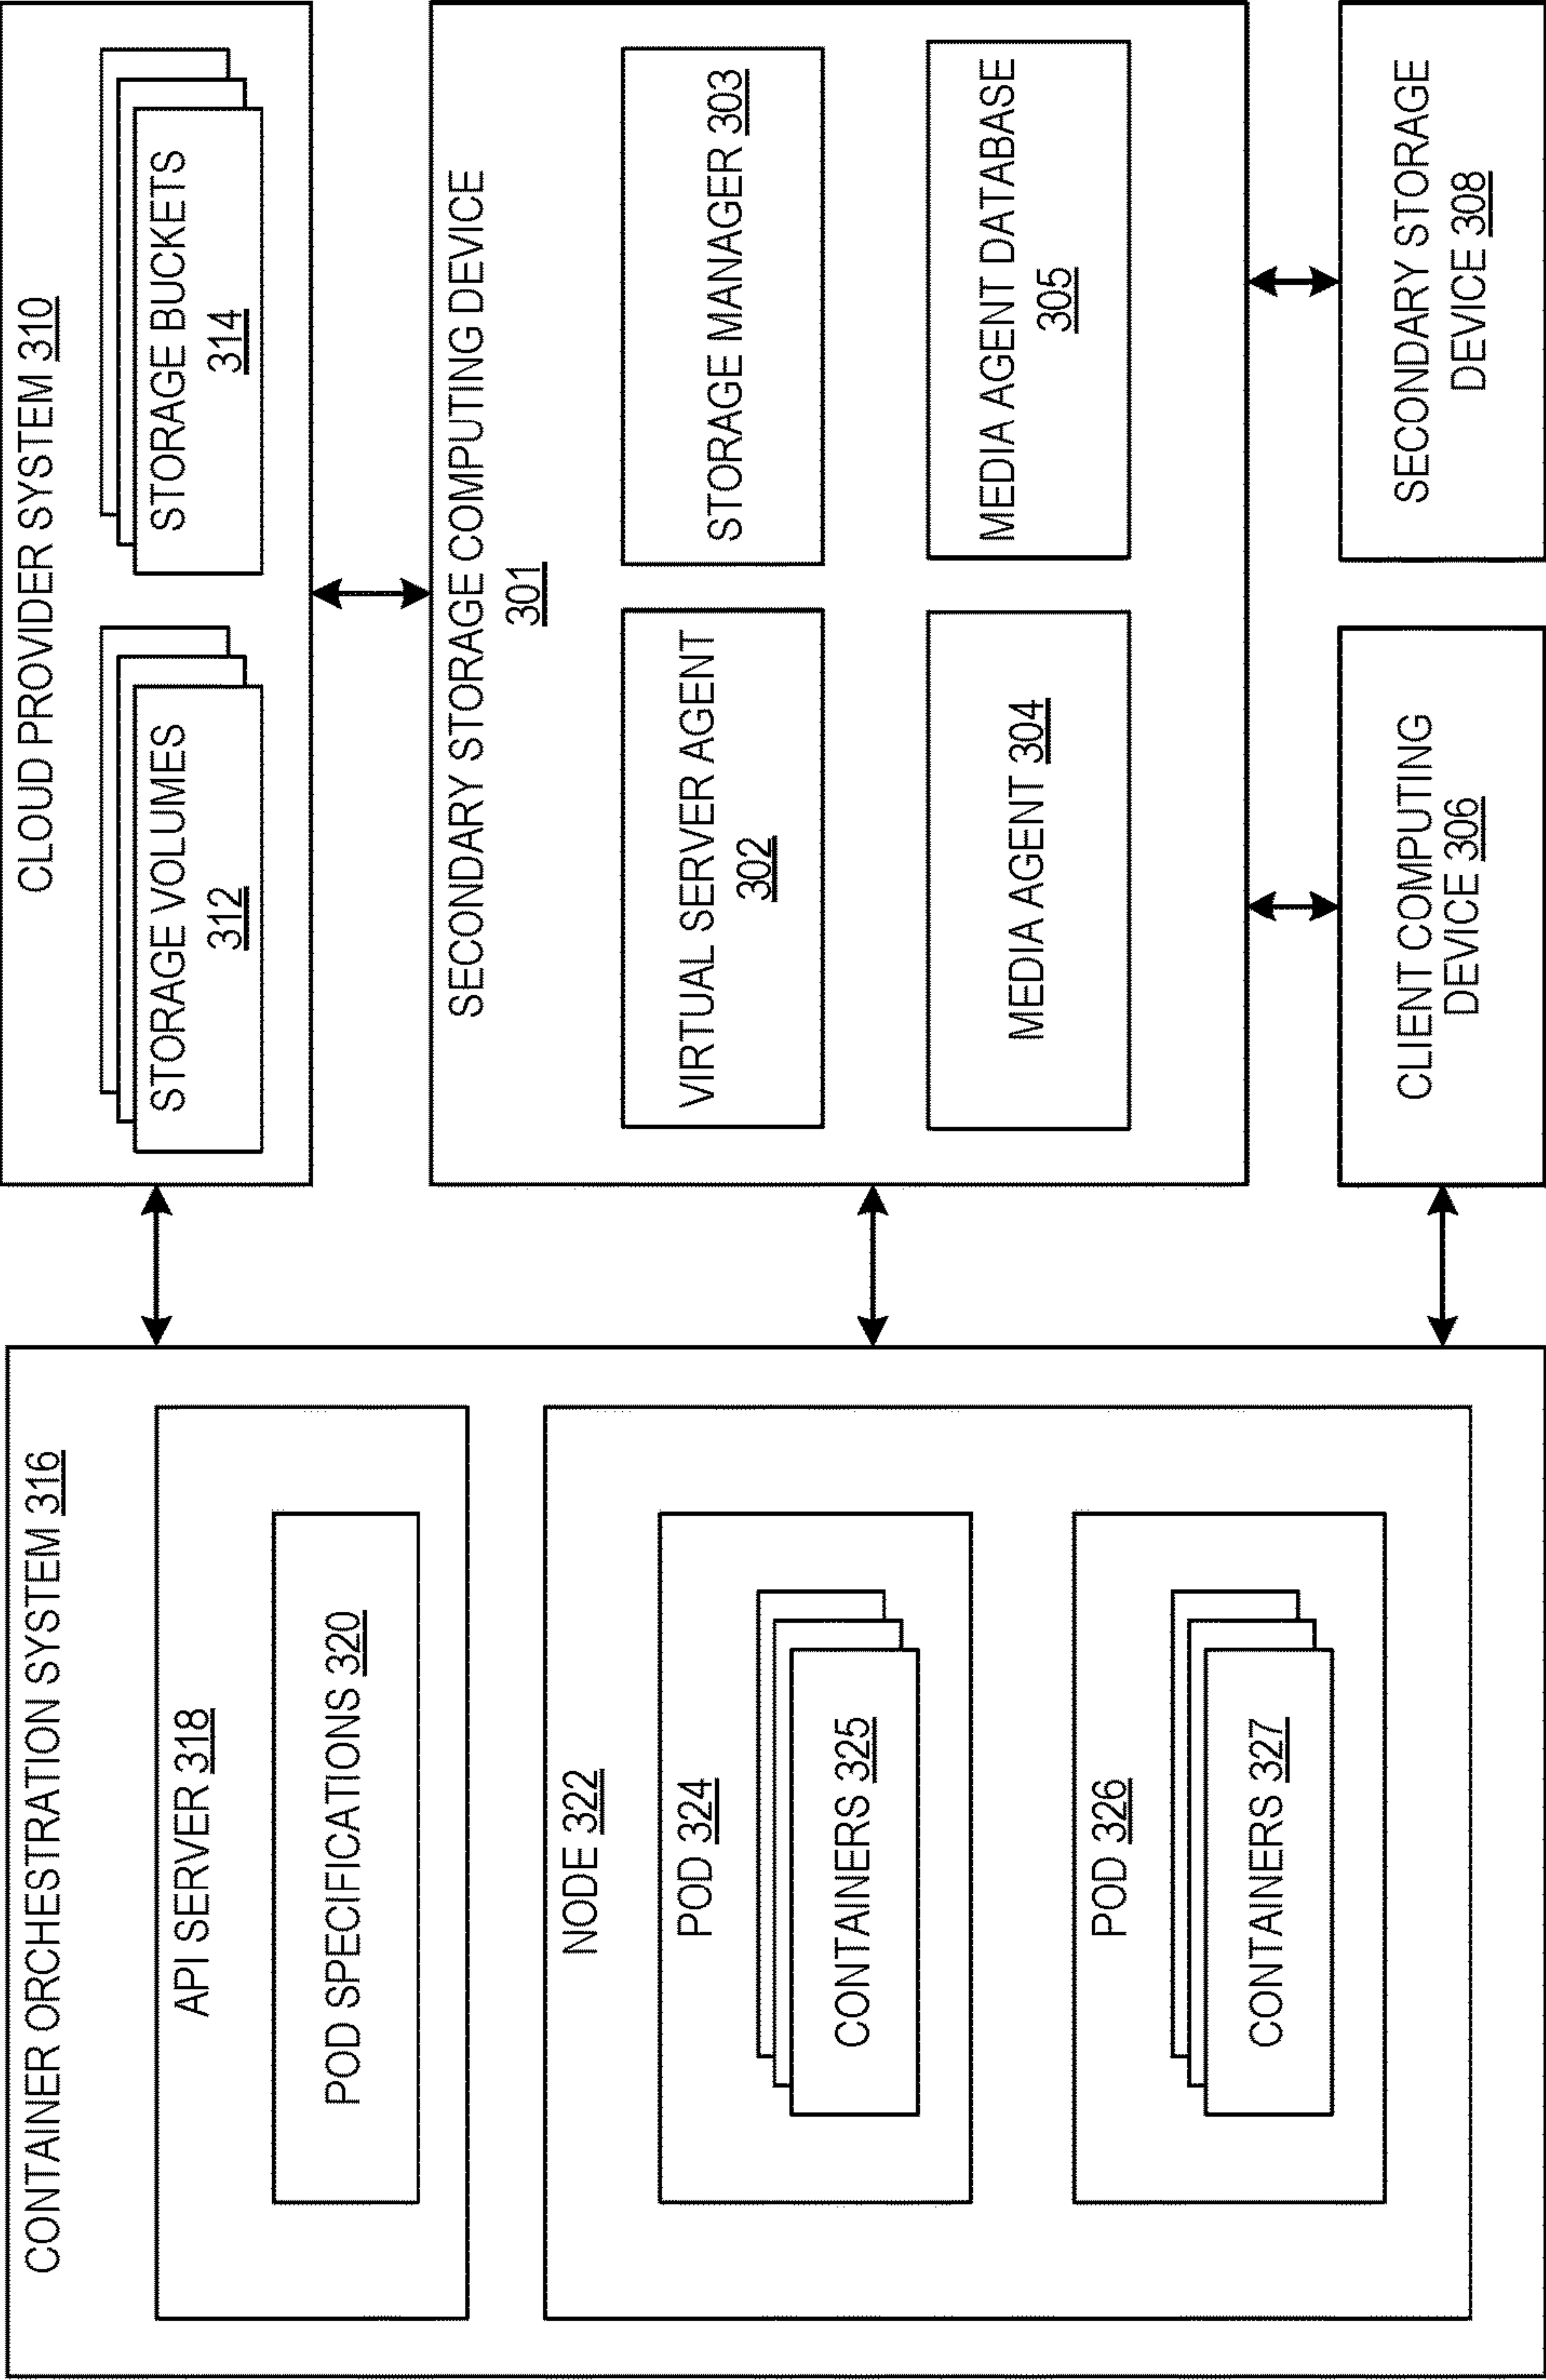 CONTAINER ORCHESTRATION SYSTEM 316
API SERVER 318
POD SPECIFICATIONS 320
NODE 322
POD 324
CONTAINERS 325
POD 326
CONTAINERS 327
CLOUD PROVIDER SYSTEM 310
STORAGE VOLUMES
312
STORAGE BUCKETS
314
SECONDARY STORAGE COMPUTING DEVICE
301
VIRTUAL SERVER AGENT
302
STORAGE MANAGER 303
MEDIA AGENT 304
MEDIA AGENT DATABASE
305
CLIENT COMPUTING
DEVICE 306
SECONDARY STORAGE
DEVICE 308